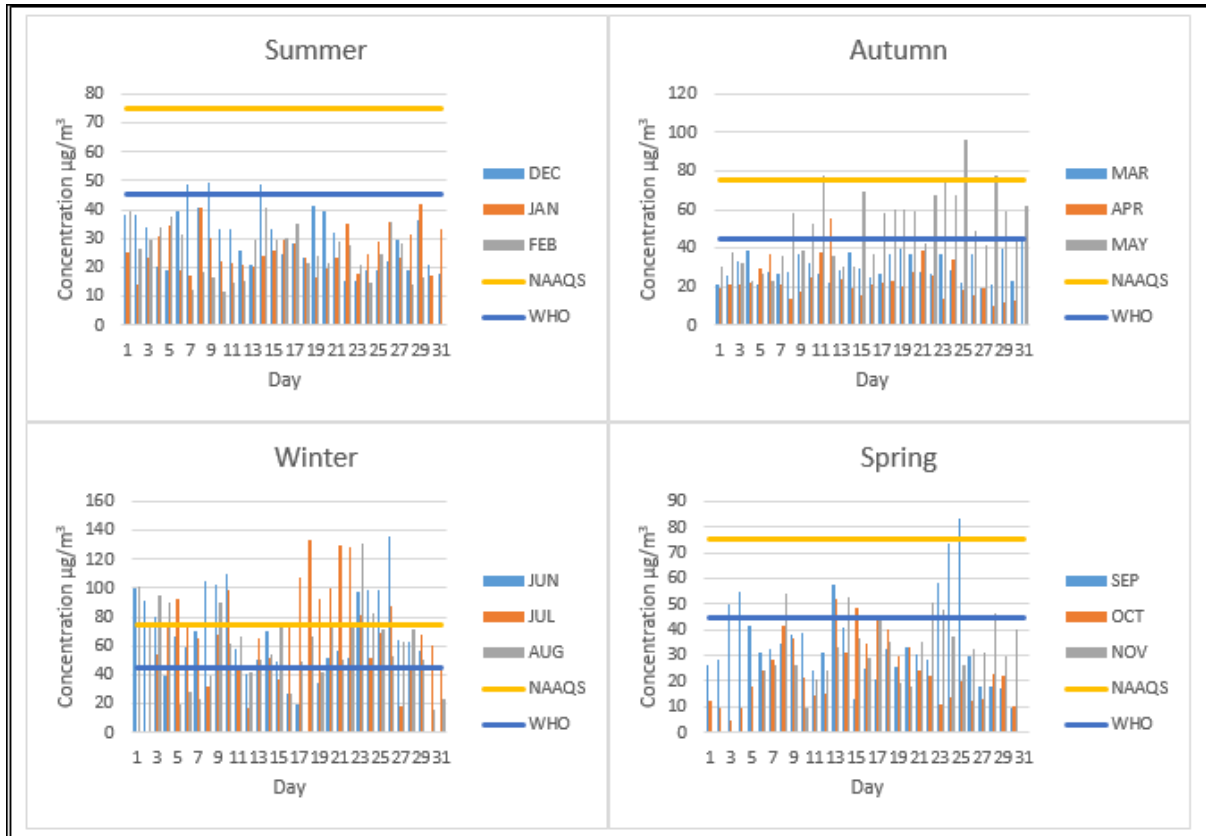 Summer
Concentration µg/m³
80
70
60
50
40
30
20
10
0
1 3 5 7 9 11 13 15 17 19 21 23 25 27 29 31
Day
DEC
JAN
FEB
NAAQS
WHO
Autumn
Concentration µg/m³
120
100
80
60
40
20
0
1 3 5 7 9 11 13 15 17 19 21 23 25 27 29 31
Day
MAR
APR
MAY
NAAQS
WHO
Winter
Concentration µg/m³
160
140
120
100
80
60
40
20
0
1 3 5 7 9 11 13 15 17 19 21 23 25 27 29 31
Day
JUN
JUL
AUG
NAAQS
WHO
Spring
Concentration µg/m³
90
80
70
60
50
40
30
20
10
0
1 3 5 7 9 11 13 15 17 19 21 23 25 27 29 31
Day
SEP
OCT
NOV
NAAQS
WHO